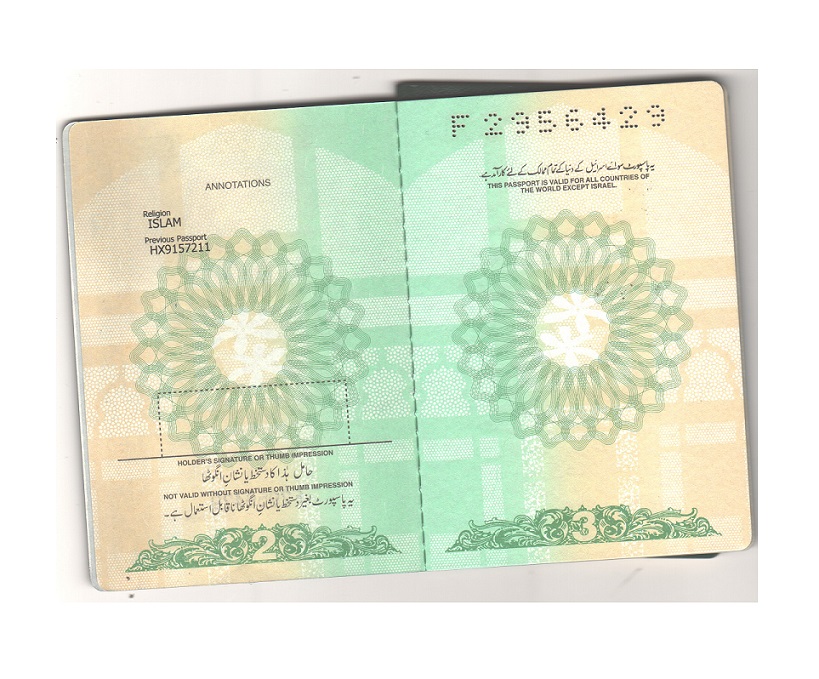 ANNOTATIONS
Religion
ISLAM
Previous Passport
HX9157211
HOLDER'S SIGNATURE OR THUMB IMPRESSION
حامل ہٰذا کا دستخط یا نشانِ انگوٹھا
NOT VALID WITHOUT SIGNATURE OR THUMB IMPRESSION
یہ پاسپورٹ بغیر دستخط یا نشانِ انگوٹھا ناقابلِ استعمال ہے۔
2
F2956429
یہ پاسپورٹ سوائے اسرائیل کے دنیا کے تمام ممالک کے لئے کارآمد ہے۔
THIS PASSPORT IS VALID FOR ALL COUNTRIES OF
THE WORLD EXCEPT ISRAEL.
3